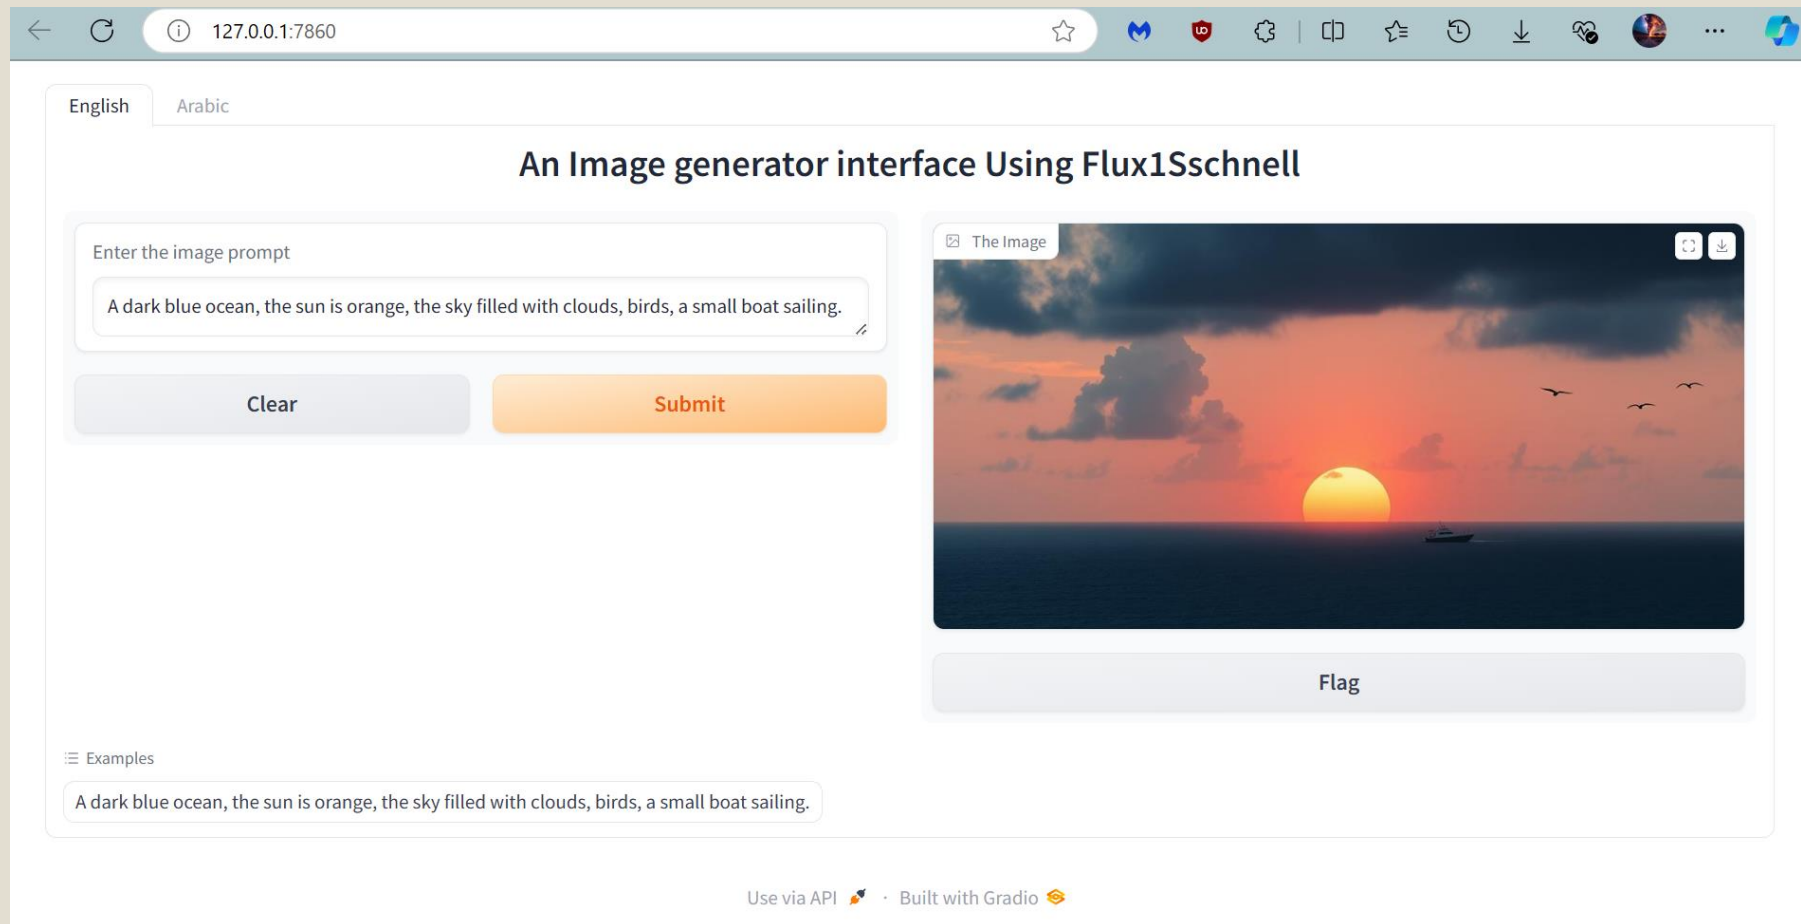 127.0.0.1:7860
English Arabic
An Image generator interface Using Flux1Sschnell
Enter the image prompt
A dark blue ocean, the sun is orange, the sky filled with clouds, birds, a small boat sailing.
Clear Submit
The Image
Flag
Examples
A dark blue ocean, the sun is orange, the sky filled with clouds, birds, a small boat sailing.
Use via API · Built with Gradio